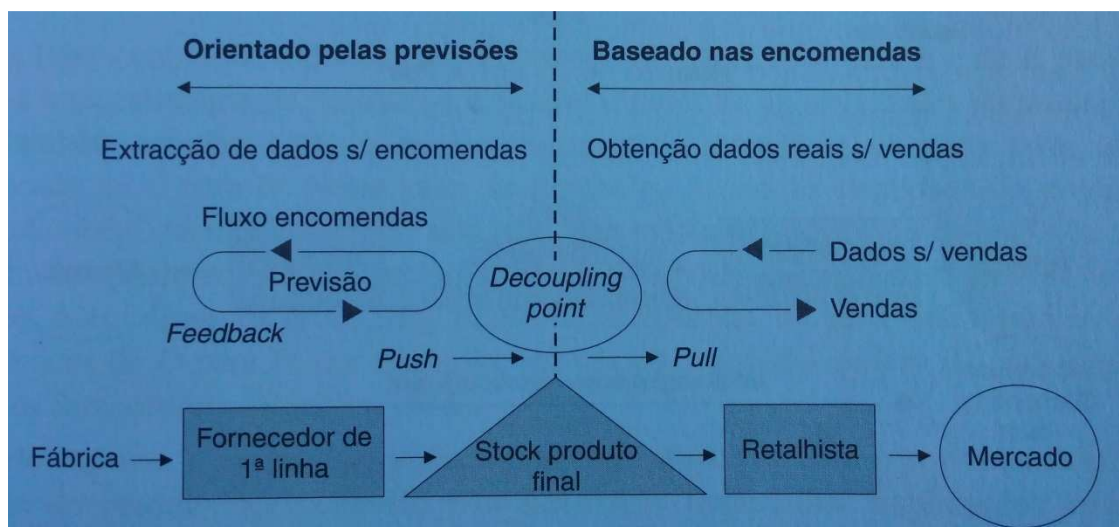 Orientado pelas previsões
Baseado nas encomendas
Extracção de dados s/ encomendas
Obtenção dados reais s/ vendas
Fluxo encomendas
Previsão
Feedback
Decoupling
point
Dados s/ vendas
Vendas
Push
Pull
Fábrica
Fornecedor de
1ª linha
Stock produto
final
Retalhista
Mercado